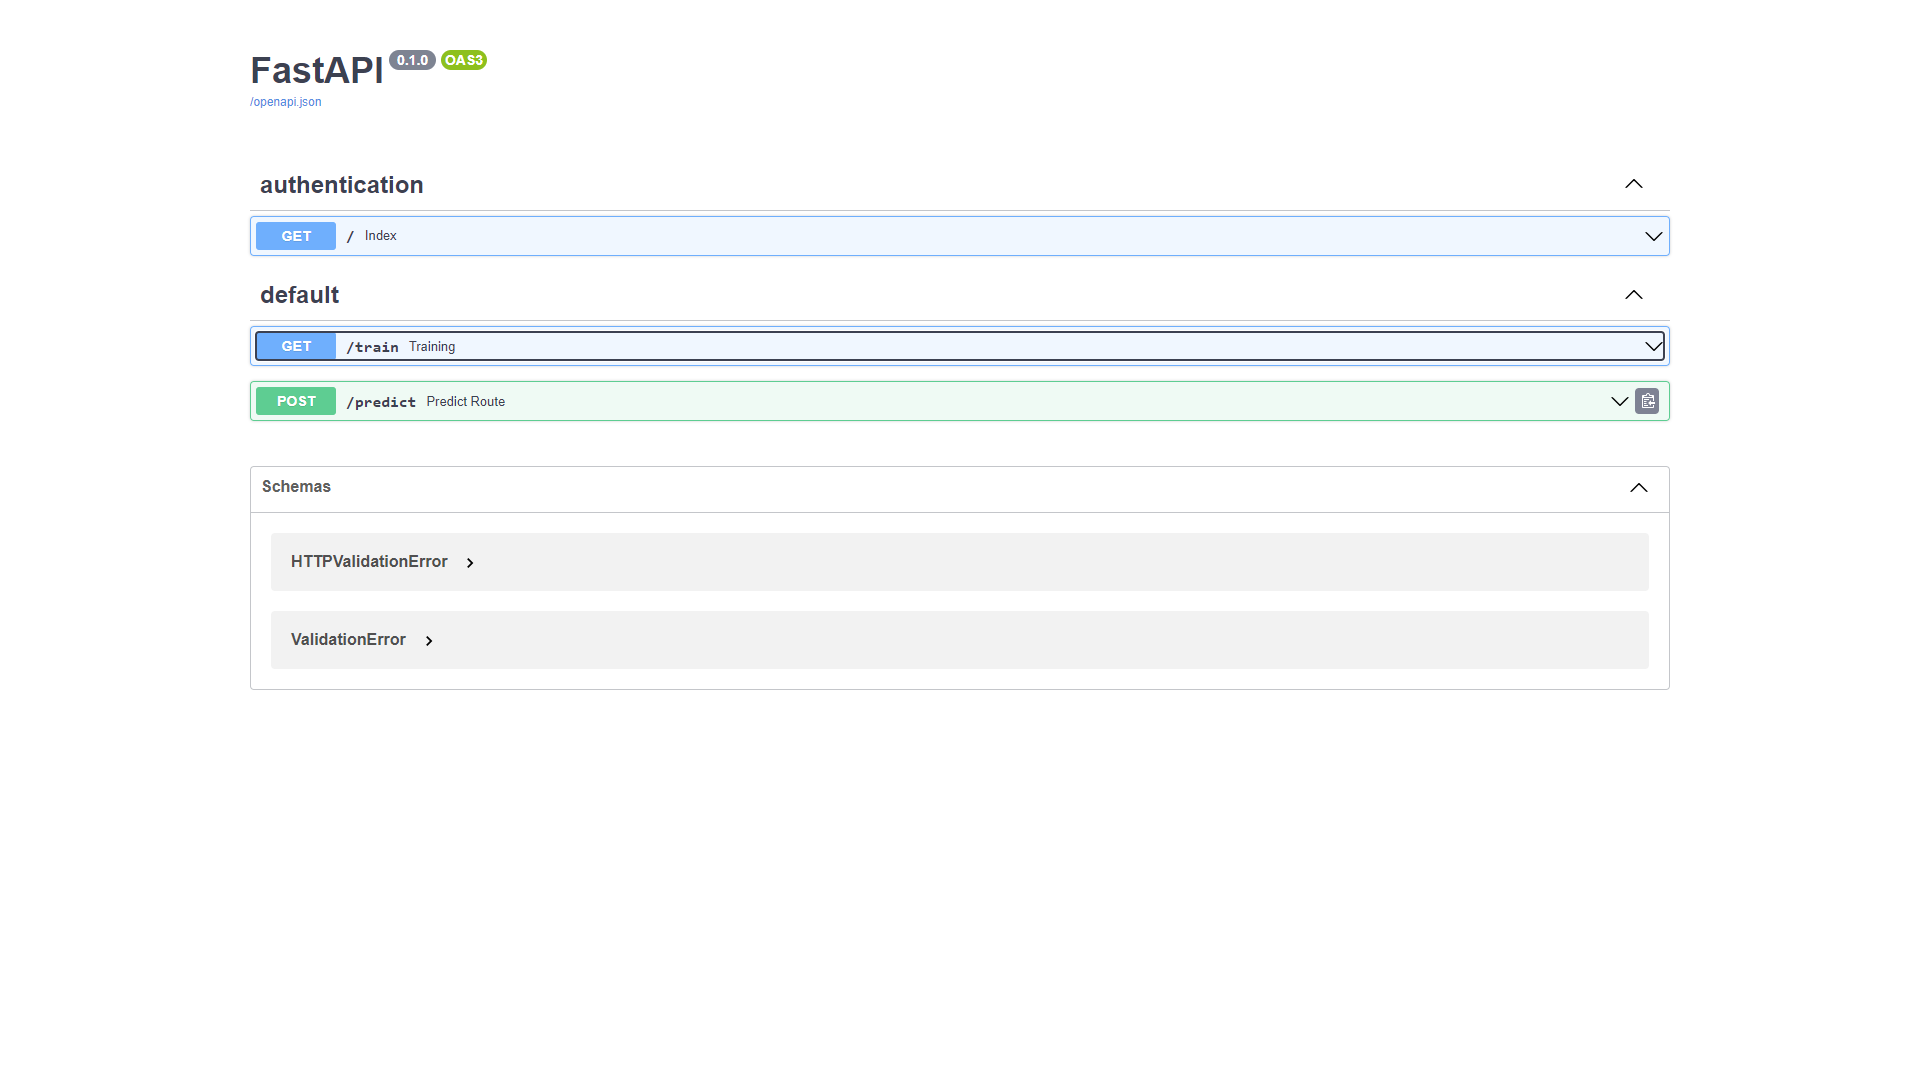 FastAPI 0.1.0 OAS3
/openapi.json
authentication
GET / Index
default
GET /train Training
POST /predict Predict Route
Schemas
HTTPValidationError
ValidationError